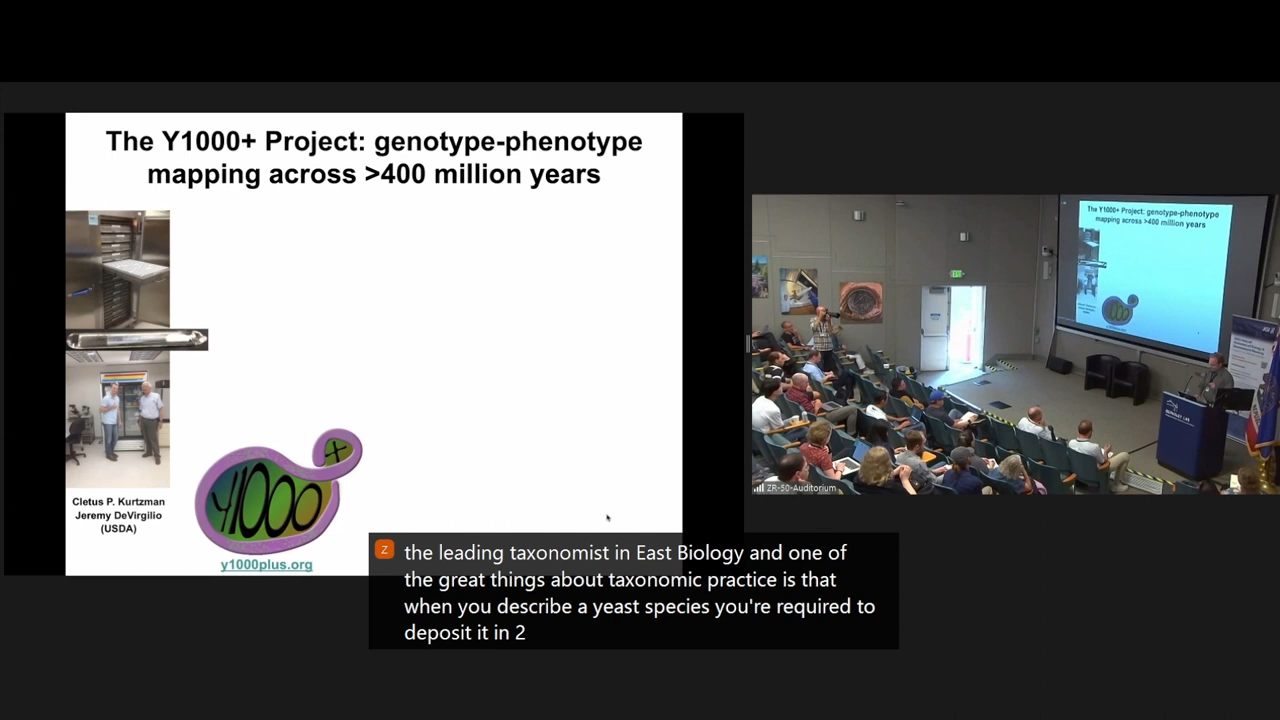 The Y1000+ Project: genotype-phenotype
mapping across >400 million years
Cletus P. Kurtzman
Jeremy DeVirgilio
(USDA)
Y1000
+
y1000plus.org
The Y1000+ Project: genotype-phenotype
mapping across >400 million years
BERKELEY LAB
ZR-50-Auditorium
Z
the leading taxonomist in East Biology and one of
the great things about taxonomic practice is that
when you describe a yeast species you're required to
deposit it in 2